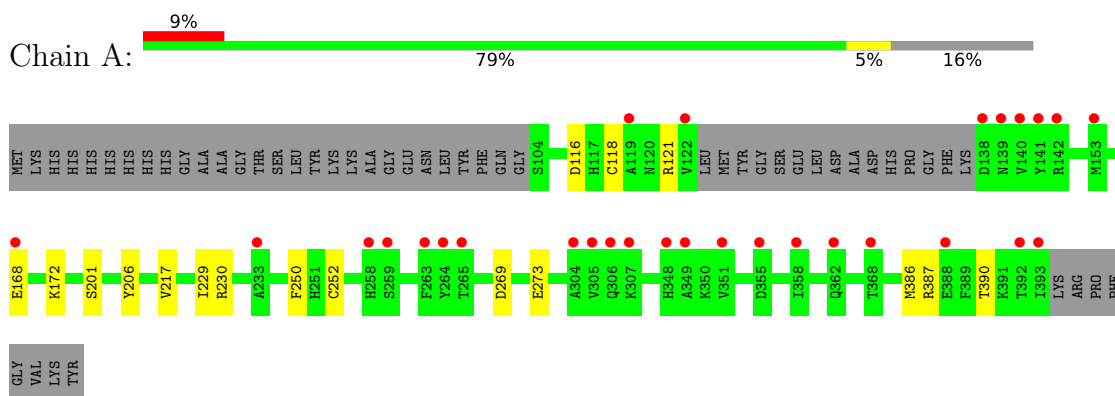 9%
Chain A:
79% 5% 16%
MET LYS HIS HIS HIS HIS HIS HIS HIS HIS GLY ALA ALA GLY THR SER LEU TYR LYS LYS ALA GLY GLU ASN LEU TYR PHE GLN GLY S104 D116 H117 C118 A119 N120 R121 V122 LEU MET TYR GLY SER GLU LEU ASP ALA ASP HIS PRO GLY PHE LYS D138 N139 V140 Y141 R142 M153
E168 K172 S201 Y206 V217 I229 R230 A233 F250 H251 C252 H258 S259 F263 Y264 T265 D269 E273 A304 V305 Q306 K307 H348 A349 K350 V351 D355 I358 Q362 T368 M386 R387 E388 F389 T390 K391 T392 I393 LYS ARG PRO PHE
GLY VAL LYS TYR